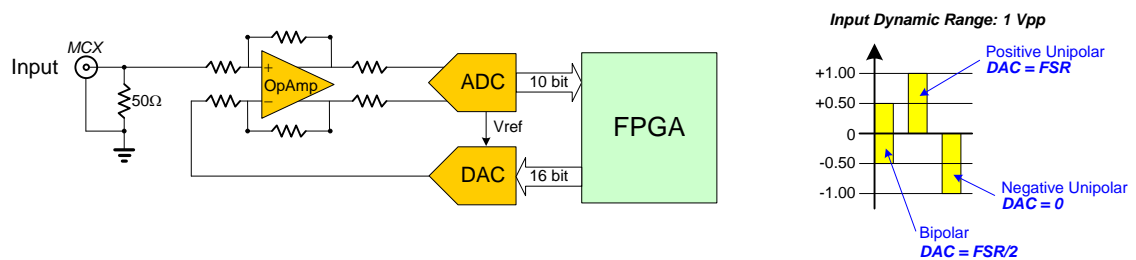 Input
MCX
50Ω
+
OpAmp
−
ADC
10 bit
Vref
DAC
16 bit
FPGA
Input Dynamic Range: 1 Vpp
+1.00
+0.50
0
-0.50
-1.00
Positive Unipolar
DAC = FSR
Negative Unipolar
DAC = 0
Bipolar
DAC = FSR/2